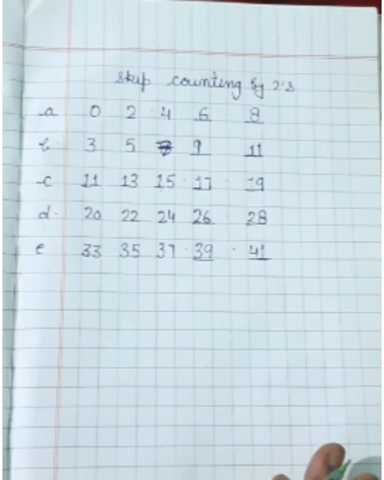 Skip counting by 2's
a 0 2 4 6 8
b. 3 5 7 9 11
c 11 13 15 17 19
d. 20 22 24 26 28
e 33 35 37 39 41